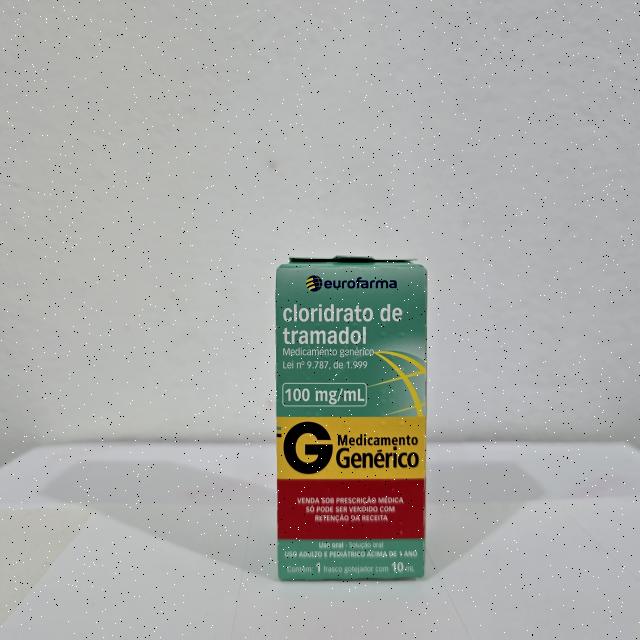 eurofarma
cloridrato de
tramadol
Medicamento genérico
Lei nº 9.787, de 1.999
100 mg/mL
G Medicamento
Genérico
VENDA SOB PRESCRIÇÃO MÉDICA
SÓ PODE SER VENDIDO COM
RETENÇÃO DA RECEITA
Uso oral - Solução oral
USO ADULTO E PEDIÁTRICO ACIMA DE 1 ANO
Contém: 1 frasco gotejador com 10 mL